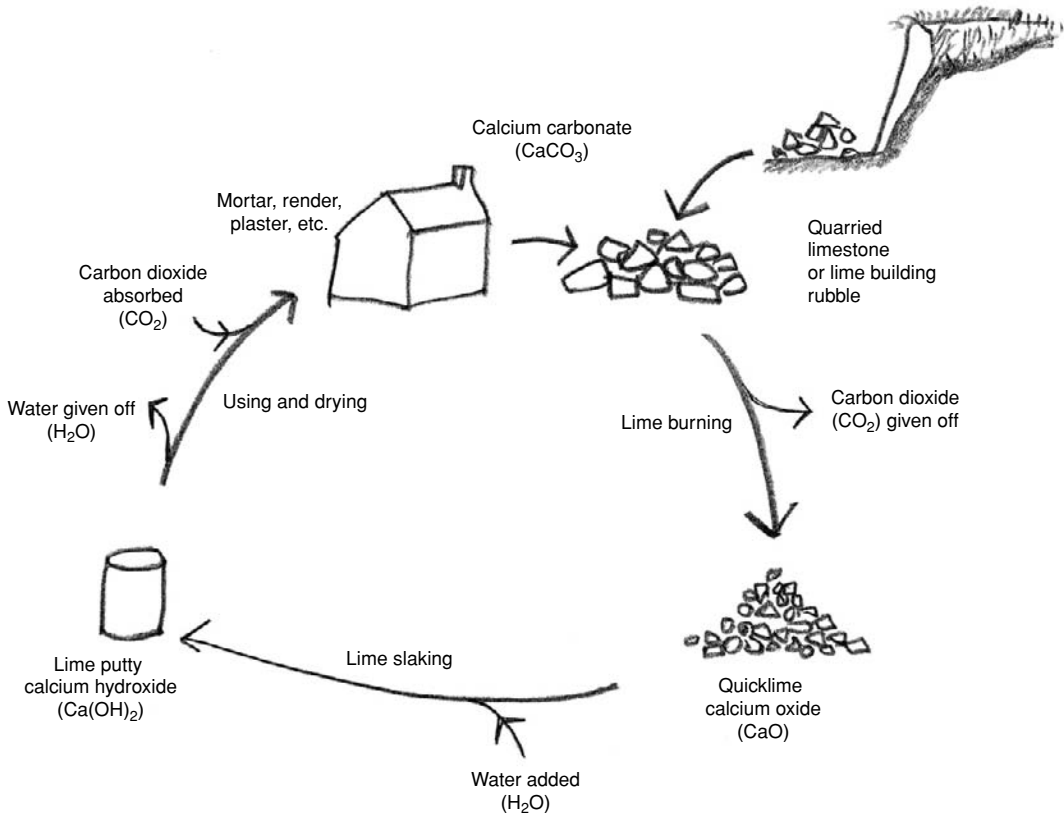 Calcium carbonate
(CaCO₃)
Mortar, render,
plaster, etc.
Quarried
limestone
or lime building
rubble
Carbon dioxide
absorbed
(CO₂)
Using and drying
Water given off
(H₂O)
Lime burning
Carbon dioxide
(CO₂) given off
Lime putty
calcium hydroxide
(Ca(OH)₂)
Lime slaking
Quicklime
calcium oxide
(CaO)
Water added
(H₂O)